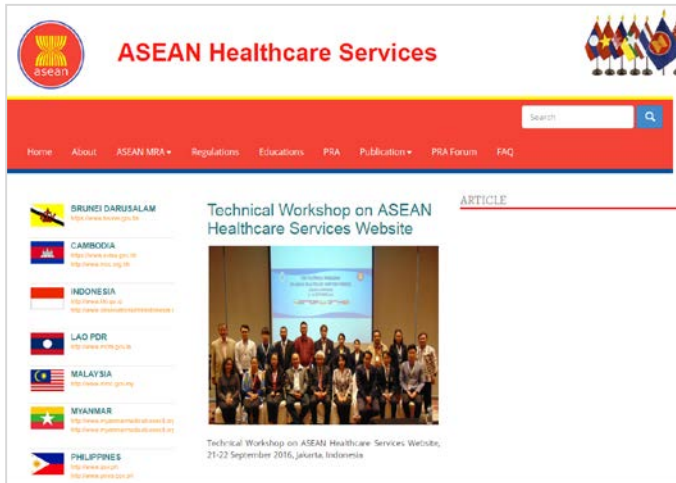 asean
ASEAN Healthcare Services
Search
Home About ASEAN MRA Regulations Educations PRA Publication PRA Forum FAQ
BRUNEI DARUSALAM
CAMBODIA
INDONESIA
LAO PDR
MALAYSIA
MYANMAR
PHILIPPINES
Technical Workshop on ASEAN
Healthcare Services Website
Technical Workshop on ASEAN Healthcare Services Website,
21-22 September 2016, Jakarta, Indonesia
ARTICLE